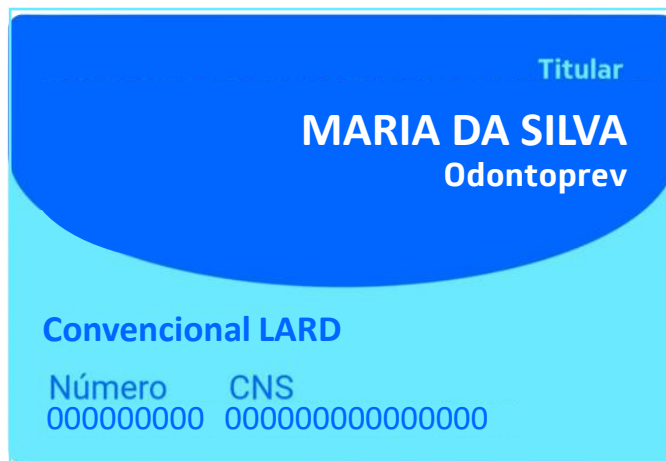 Titular
MARIA DA SILVA
Odontoprev
Convencional LARD
Número CNS
000000000 000000000000000